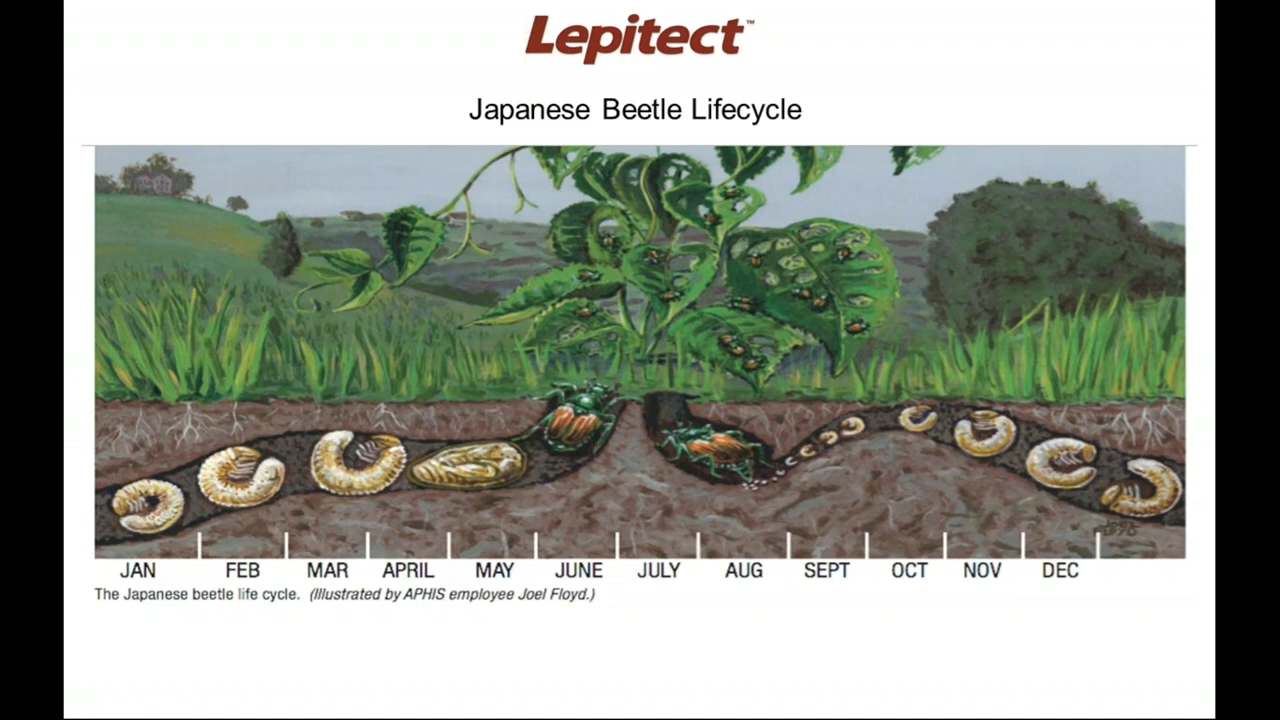 Lepitect™
Japanese Beetle Lifecycle
JAN FEB MAR APRIL MAY JUNE JULY AUG SEPT OCT NOV DEC
The Japanese beetle life cycle. (Illustrated by APHIS employee Joel Floyd.)